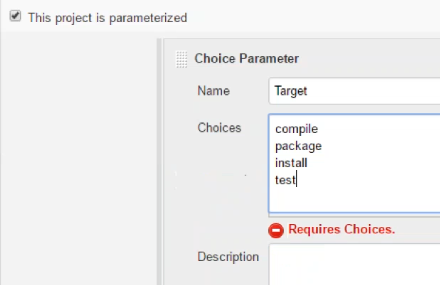 This project is parameterized
Choice Parameter
Name
Target
Choices
compile
package
install
test
Requires Choices.
Description